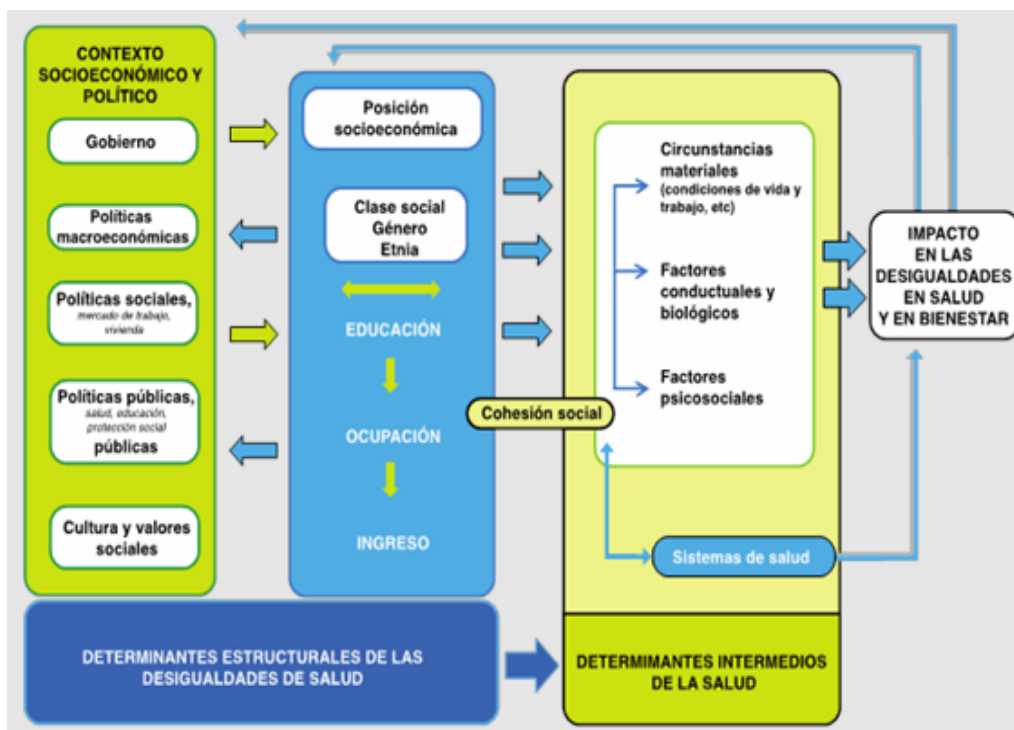 CONTEXTO
SOCIOECONÓMICO Y
POLÍTICO
Gobierno
Políticas
macroeconómicas
Políticas sociales,
mercado de trabajo,
vivienda
Políticas públicas,
salud, educación,
protección social
públicas
Cultura y valores
sociales
Posición
socioeconómica
Clase social
Género
Etnia
EDUCACIÓN
OCUPACIÓN
INGRESO
Cohesión social
Circunstancias
materiales
(condiciones de vida y
trabajo, etc)
Factores
conductuales y
biológicos
Factores
psicosociales
Sistemas de salud
IMPACTO
EN LAS
DESIGUALDADES
EN SALUD
Y EN BIENESTAR
DETERMINANTES ESTRUCTURALES DE LAS
DESIGUALDADES DE SALUD
DETERMIMANTES INTERMEDIOS
DE LA SALUD